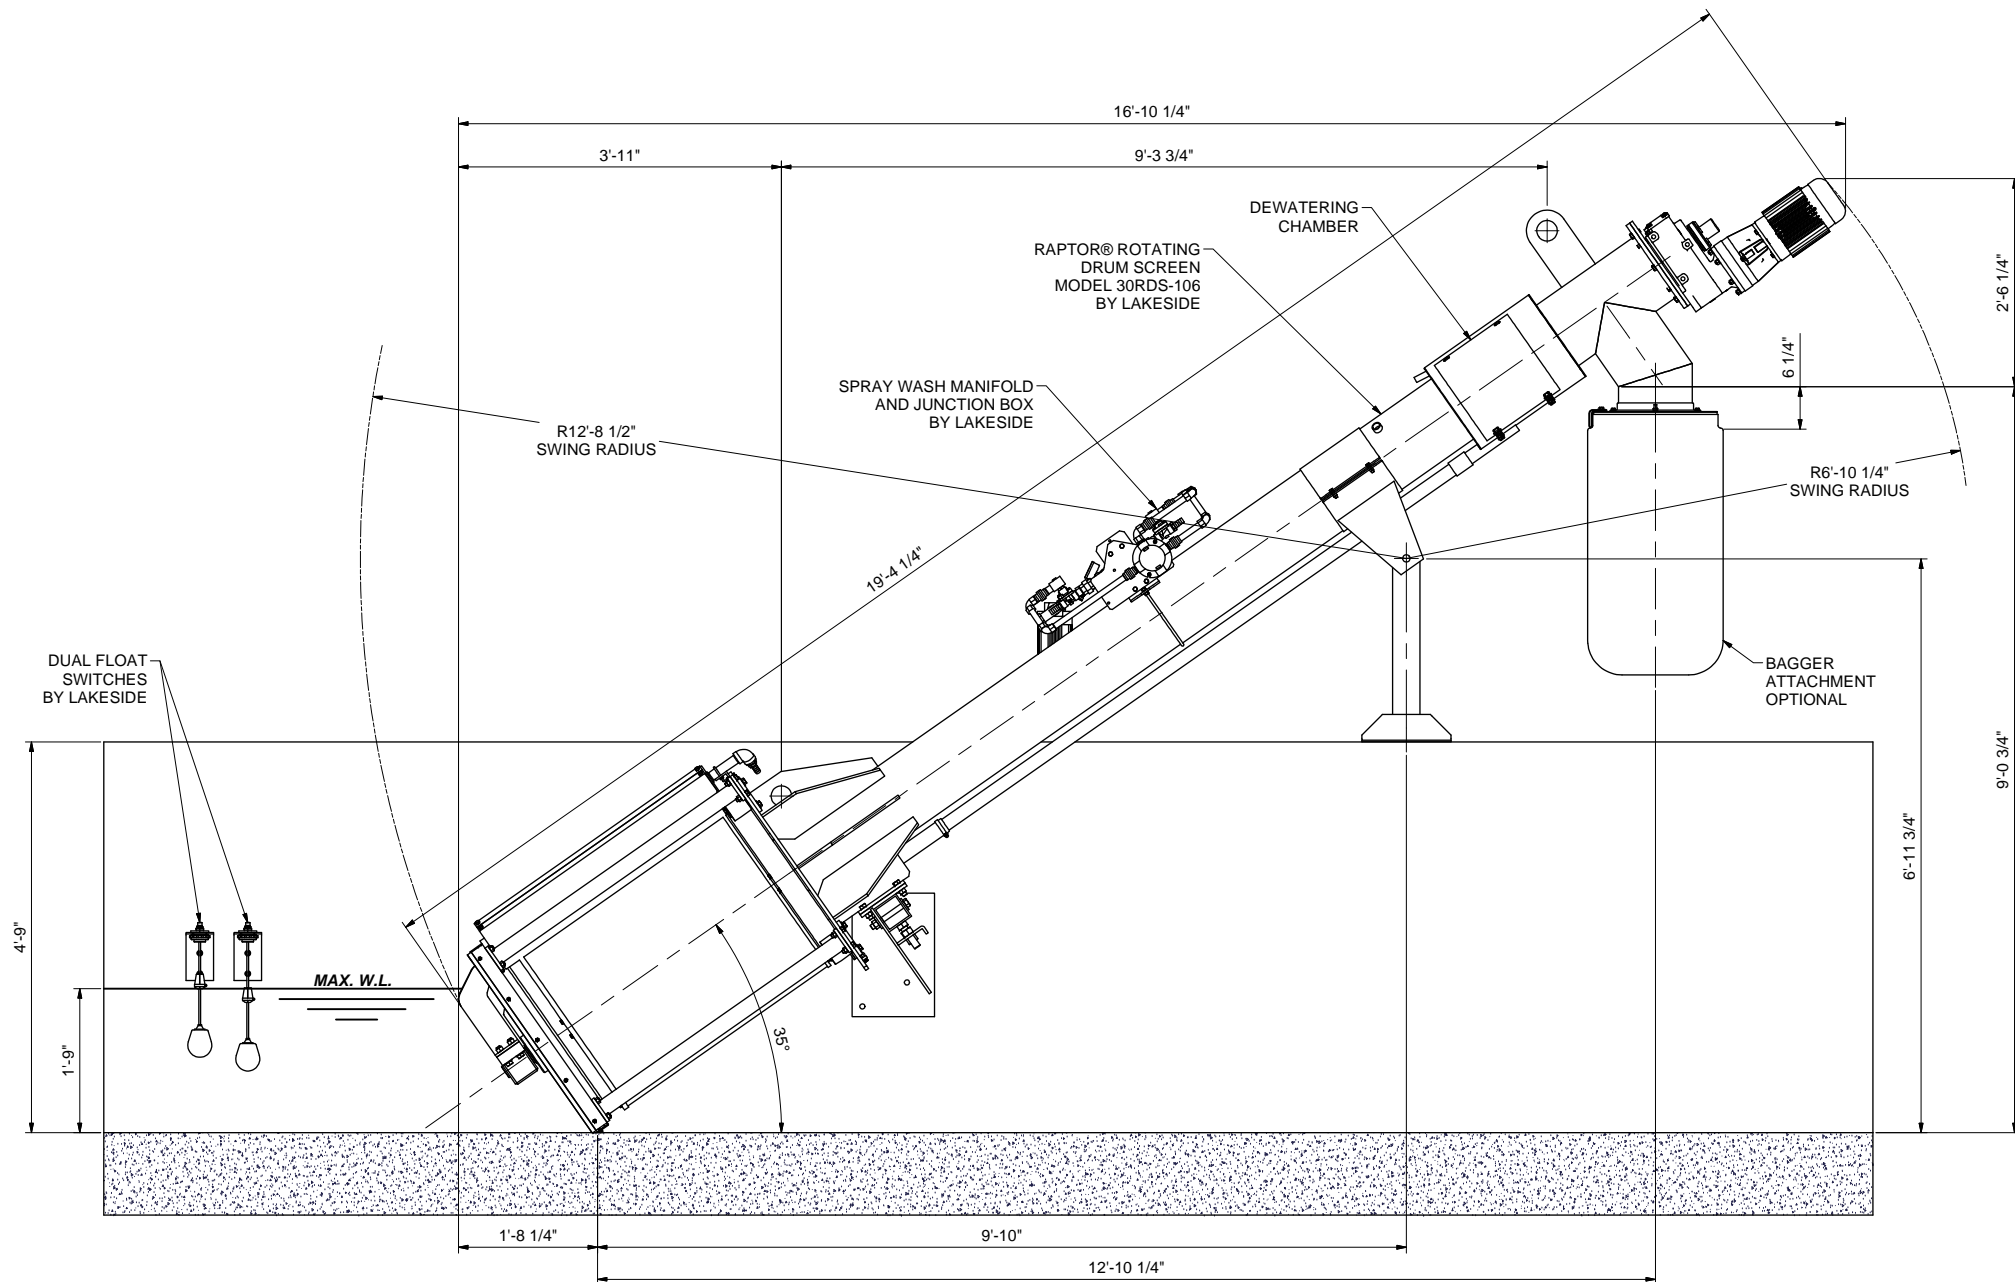 16'-10 1/4"
3'-11"
9'-3 3/4"
DEWATERING
CHAMBER
RAPTOR® ROTATING
DRUM SCREEN
MODEL 30RDS-106
BY LAKESIDE
2'-6 1/4"
6 1/4"
SPRAY WASH MANIFOLD
AND JUNCTION BOX
BY LAKESIDE
R12'-8 1/2"
SWING RADIUS
R6'-10 1/4"
SWING RADIUS
19'-4 1/4"
DUAL FLOAT
SWITCHES
BY LAKESIDE
BAGGER
ATTACHMENT
OPTIONAL
9'-0 3/4"
6'-11 3/4"
4'-9"
MAX. W.L.
1'-9"
35°
1'-8 1/4"
9'-10"
12'-10 1/4"